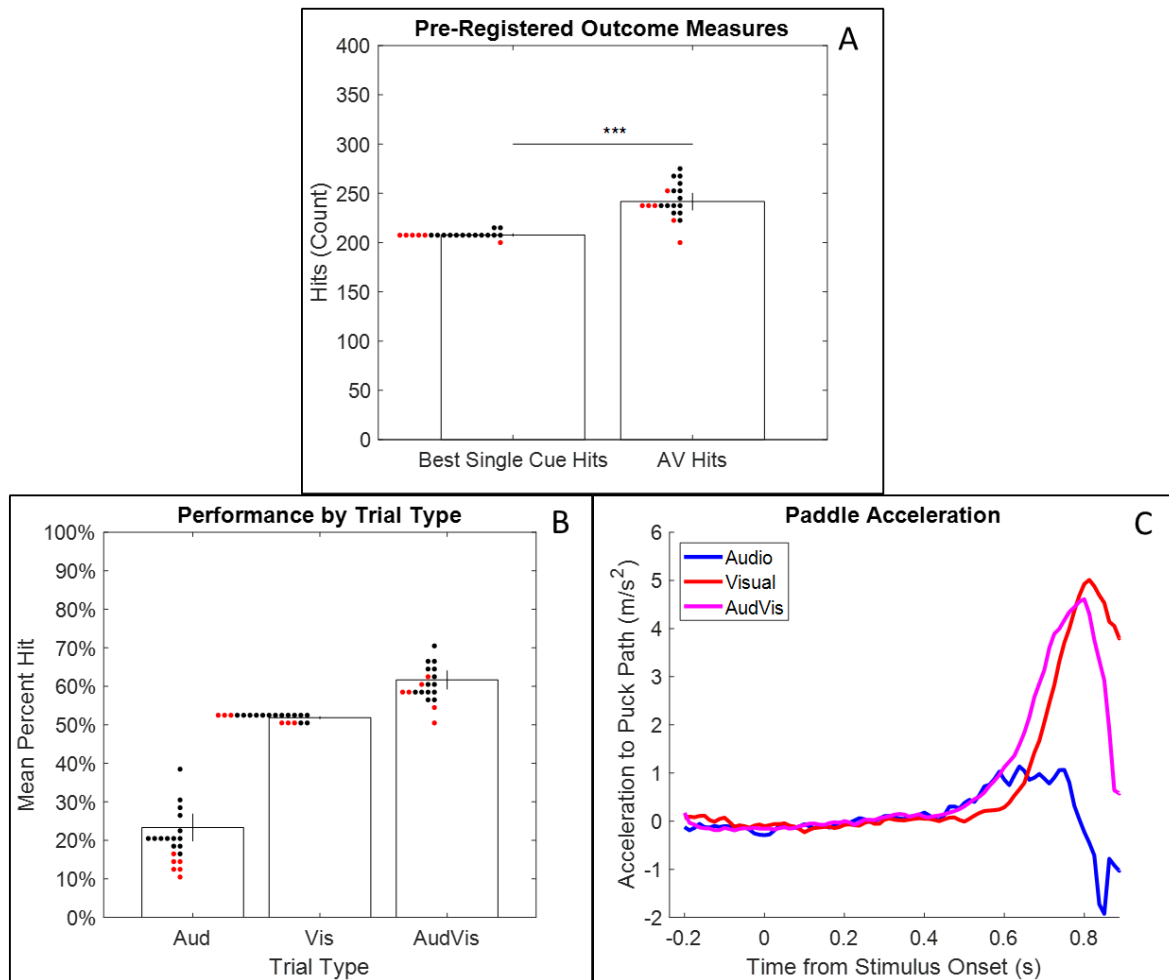 Pre-Registered Outcome Measures
A
400
350
300
250
200
150
100
50
0
Hits (Count)
***
Best Single Cue Hits
AV Hits
Performance by Trial Type
B
100%
90%
80%
70%
60%
50%
40%
30%
20%
10%
0%
Mean Percent Hit
Aud
Vis
AudVis
Trial Type
Paddle Acceleration
C
6
5
4
3
2
1
0
-1
-2
Acceleration to Puck Path (m/s²)
Audio
Visual
AudVis
-0.2
0
0.2
0.4
0.6
0.8
Time from Stimulus Onset (s)